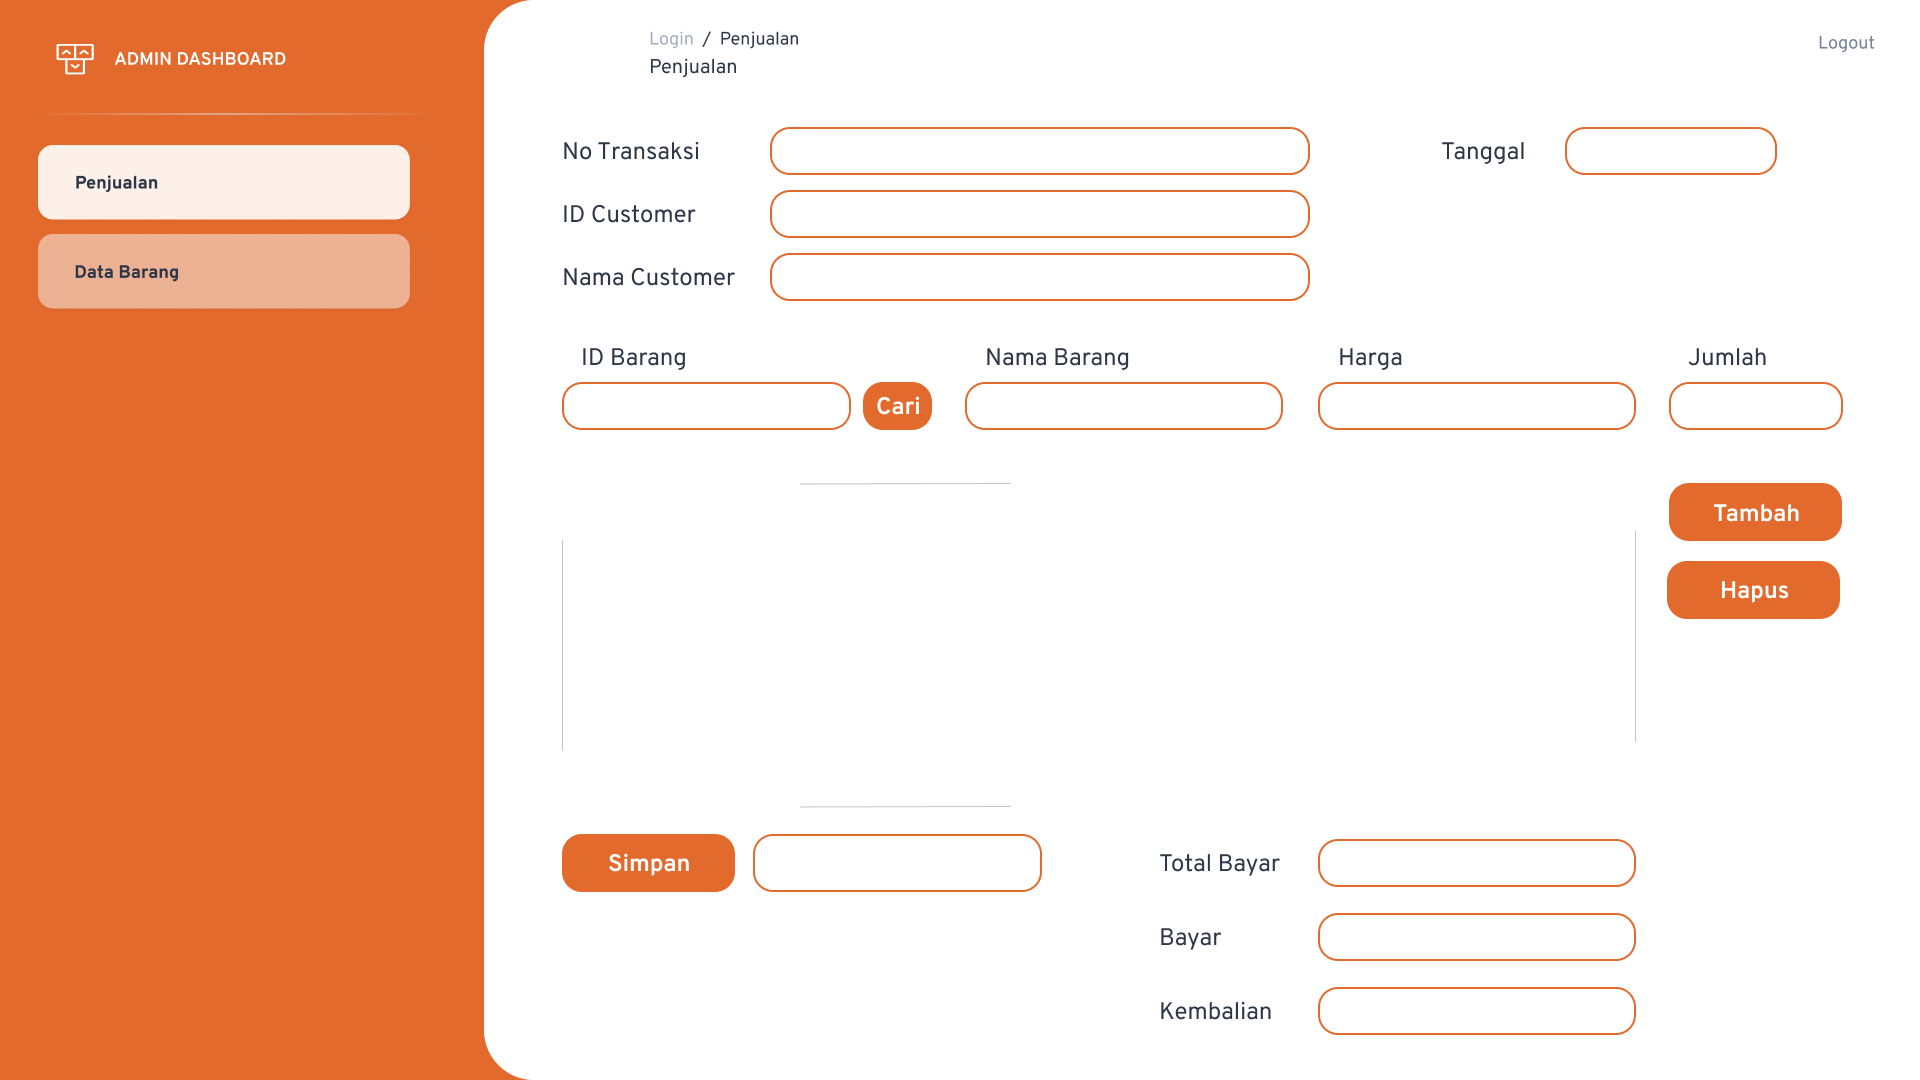 ADMIN DASHBOARD
Penjualan
Data Barang
Login / Penjualan
Penjualan
Logout
No Transaksi
Tanggal
ID Customer
Nama Customer
ID Barang
Nama Barang
Harga
Jumlah
Cari
Tambah
Hapus
Simpan
Total Bayar
Bayar
Kembalian